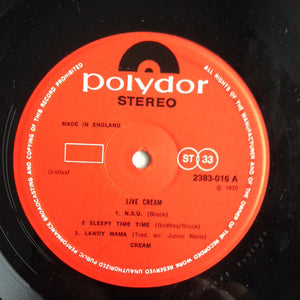 polydor
STEREO
MADE IN ENGLAND
ST 33
2383-016 A
Ⓟ 1970
LIVE CREAM
1. N.S.U. (Bruce)
2 SLEEPY TIME TIME (Godfrey/Bruce)
3. LAWDY MAMA (Trad. arr. Junior Wells)
CREAM
ALL RIGHTS OF THE MANUFACTURER AND OF THE OWNER OF THE RECORDED WORK RESERVED UNAUTHORIZED PUBLIC PERFORMANCE BROADCASTING AND COPYING OF THIS RECORD PROHIBITED